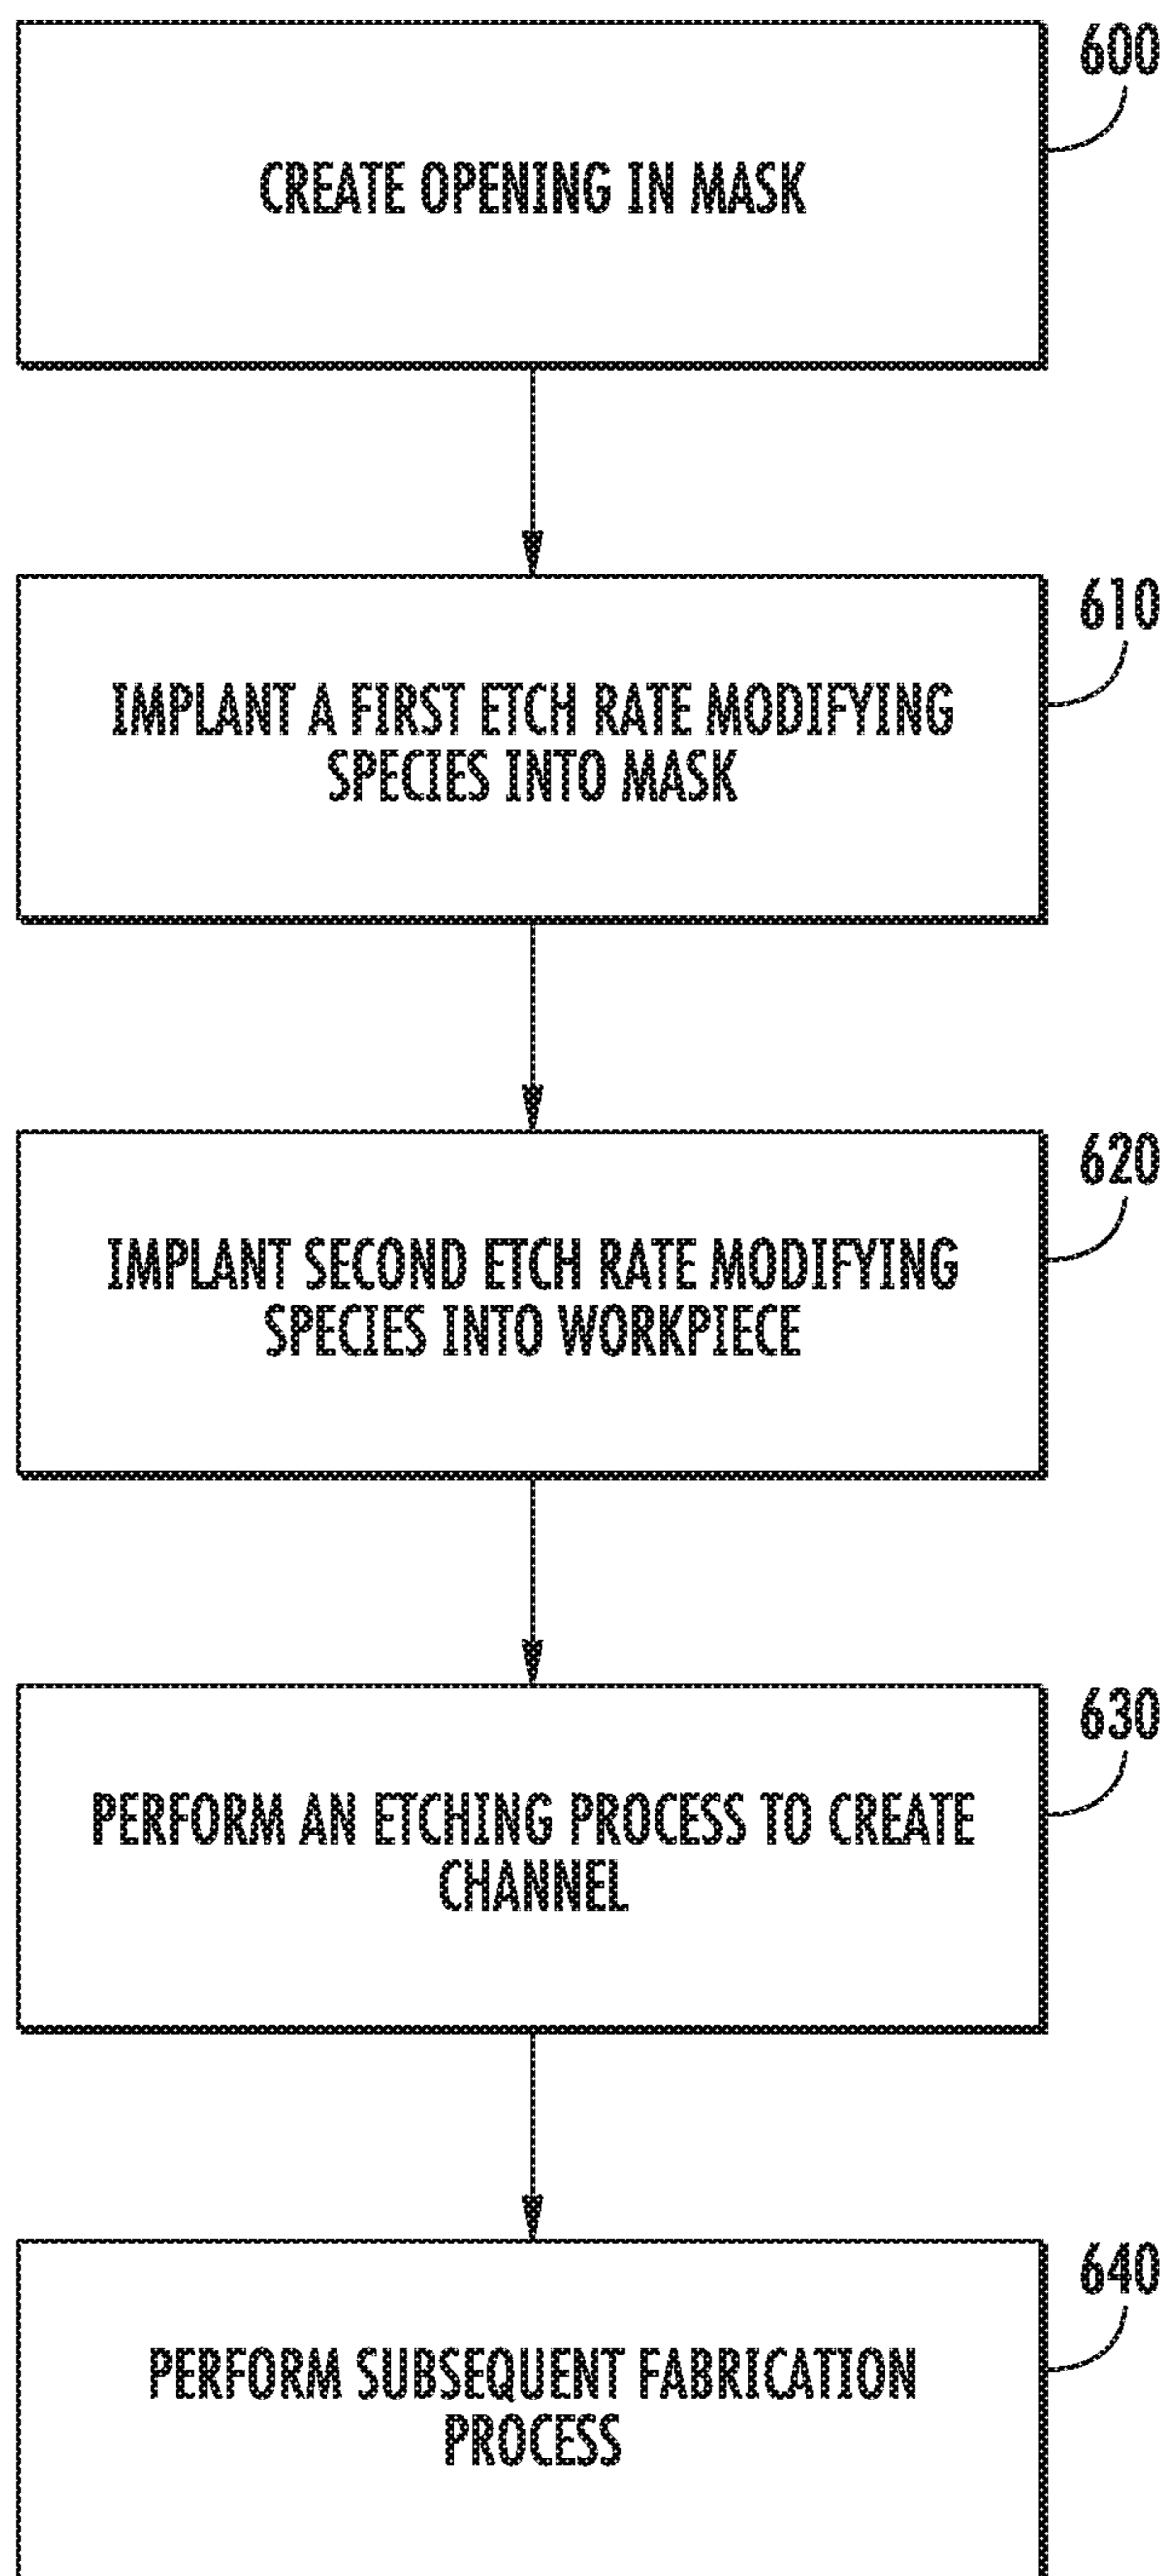 600
CREATE OPENING IN MASK
610
IMPLANT A FIRST ETCH RATE MODIFYING
SPECIES INTO MASK
620
IMPLANT SECOND ETCH RATE MODIFYING
SPECIES INTO WORKPIECE
630
PERFORM AN ETCHING PROCESS TO CREATE
CHANNEL
640
PERFORM SUBSEQUENT FABRICATION
PROCESS